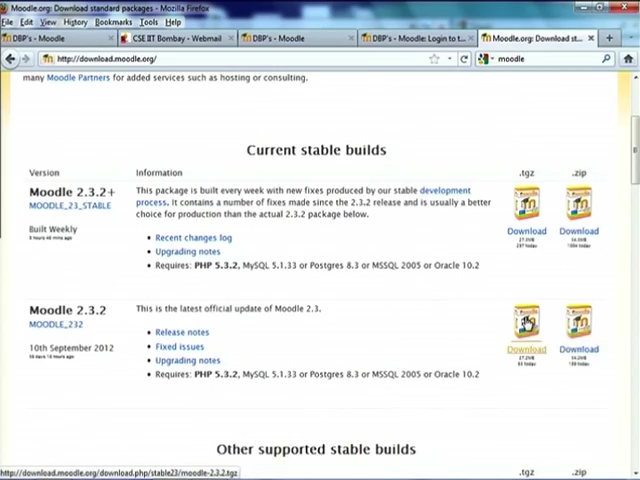 Moodle.org: Download standard packages - Mozilla Firefox
File Edit View History Bookmarks Tools Help
DBP's - Moodle
CSE IIT Bombay - Webmail
DBP's - Moodle
DBP's - Moodle: Login to t...
Moodle.org: Download st...
http://download.moodle.org/
moodle
many Moodle Partners for added services such as hosting or consulting.
Current stable builds
Version Information .tgz .zip
Moodle 2.3.2+
MOODLE_23_STABLE
Built Weekly
This package is built every week with new fixes produced by our stable development
process. It contains a number of fixes made since the 2.3.2 release and is usually a better
choice for production than the actual 2.3.2 package below.
• Recent changes log
• Upgrading notes
• Requires: PHP 5.3.2, MySQL 5.1.33 or Postgres 8.3 or MSSQL 2005 or Oracle 10.2
Download Download
Moodle 2.3.2
MOODLE_232
10th September 2012
This is the latest official update of Moodle 2.3.
• Release notes
• Fixed issues
• Upgrading notes
• Requires: PHP 5.3.2, MySQL 5.1.33 or Postgres 8.3 or MSSQL 2005 or Oracle 10.2
Download Download
Other supported stable builds
.tgz .zip
http://download.moodle.org/download.php/stable23/moodle-2.3.2.tgz